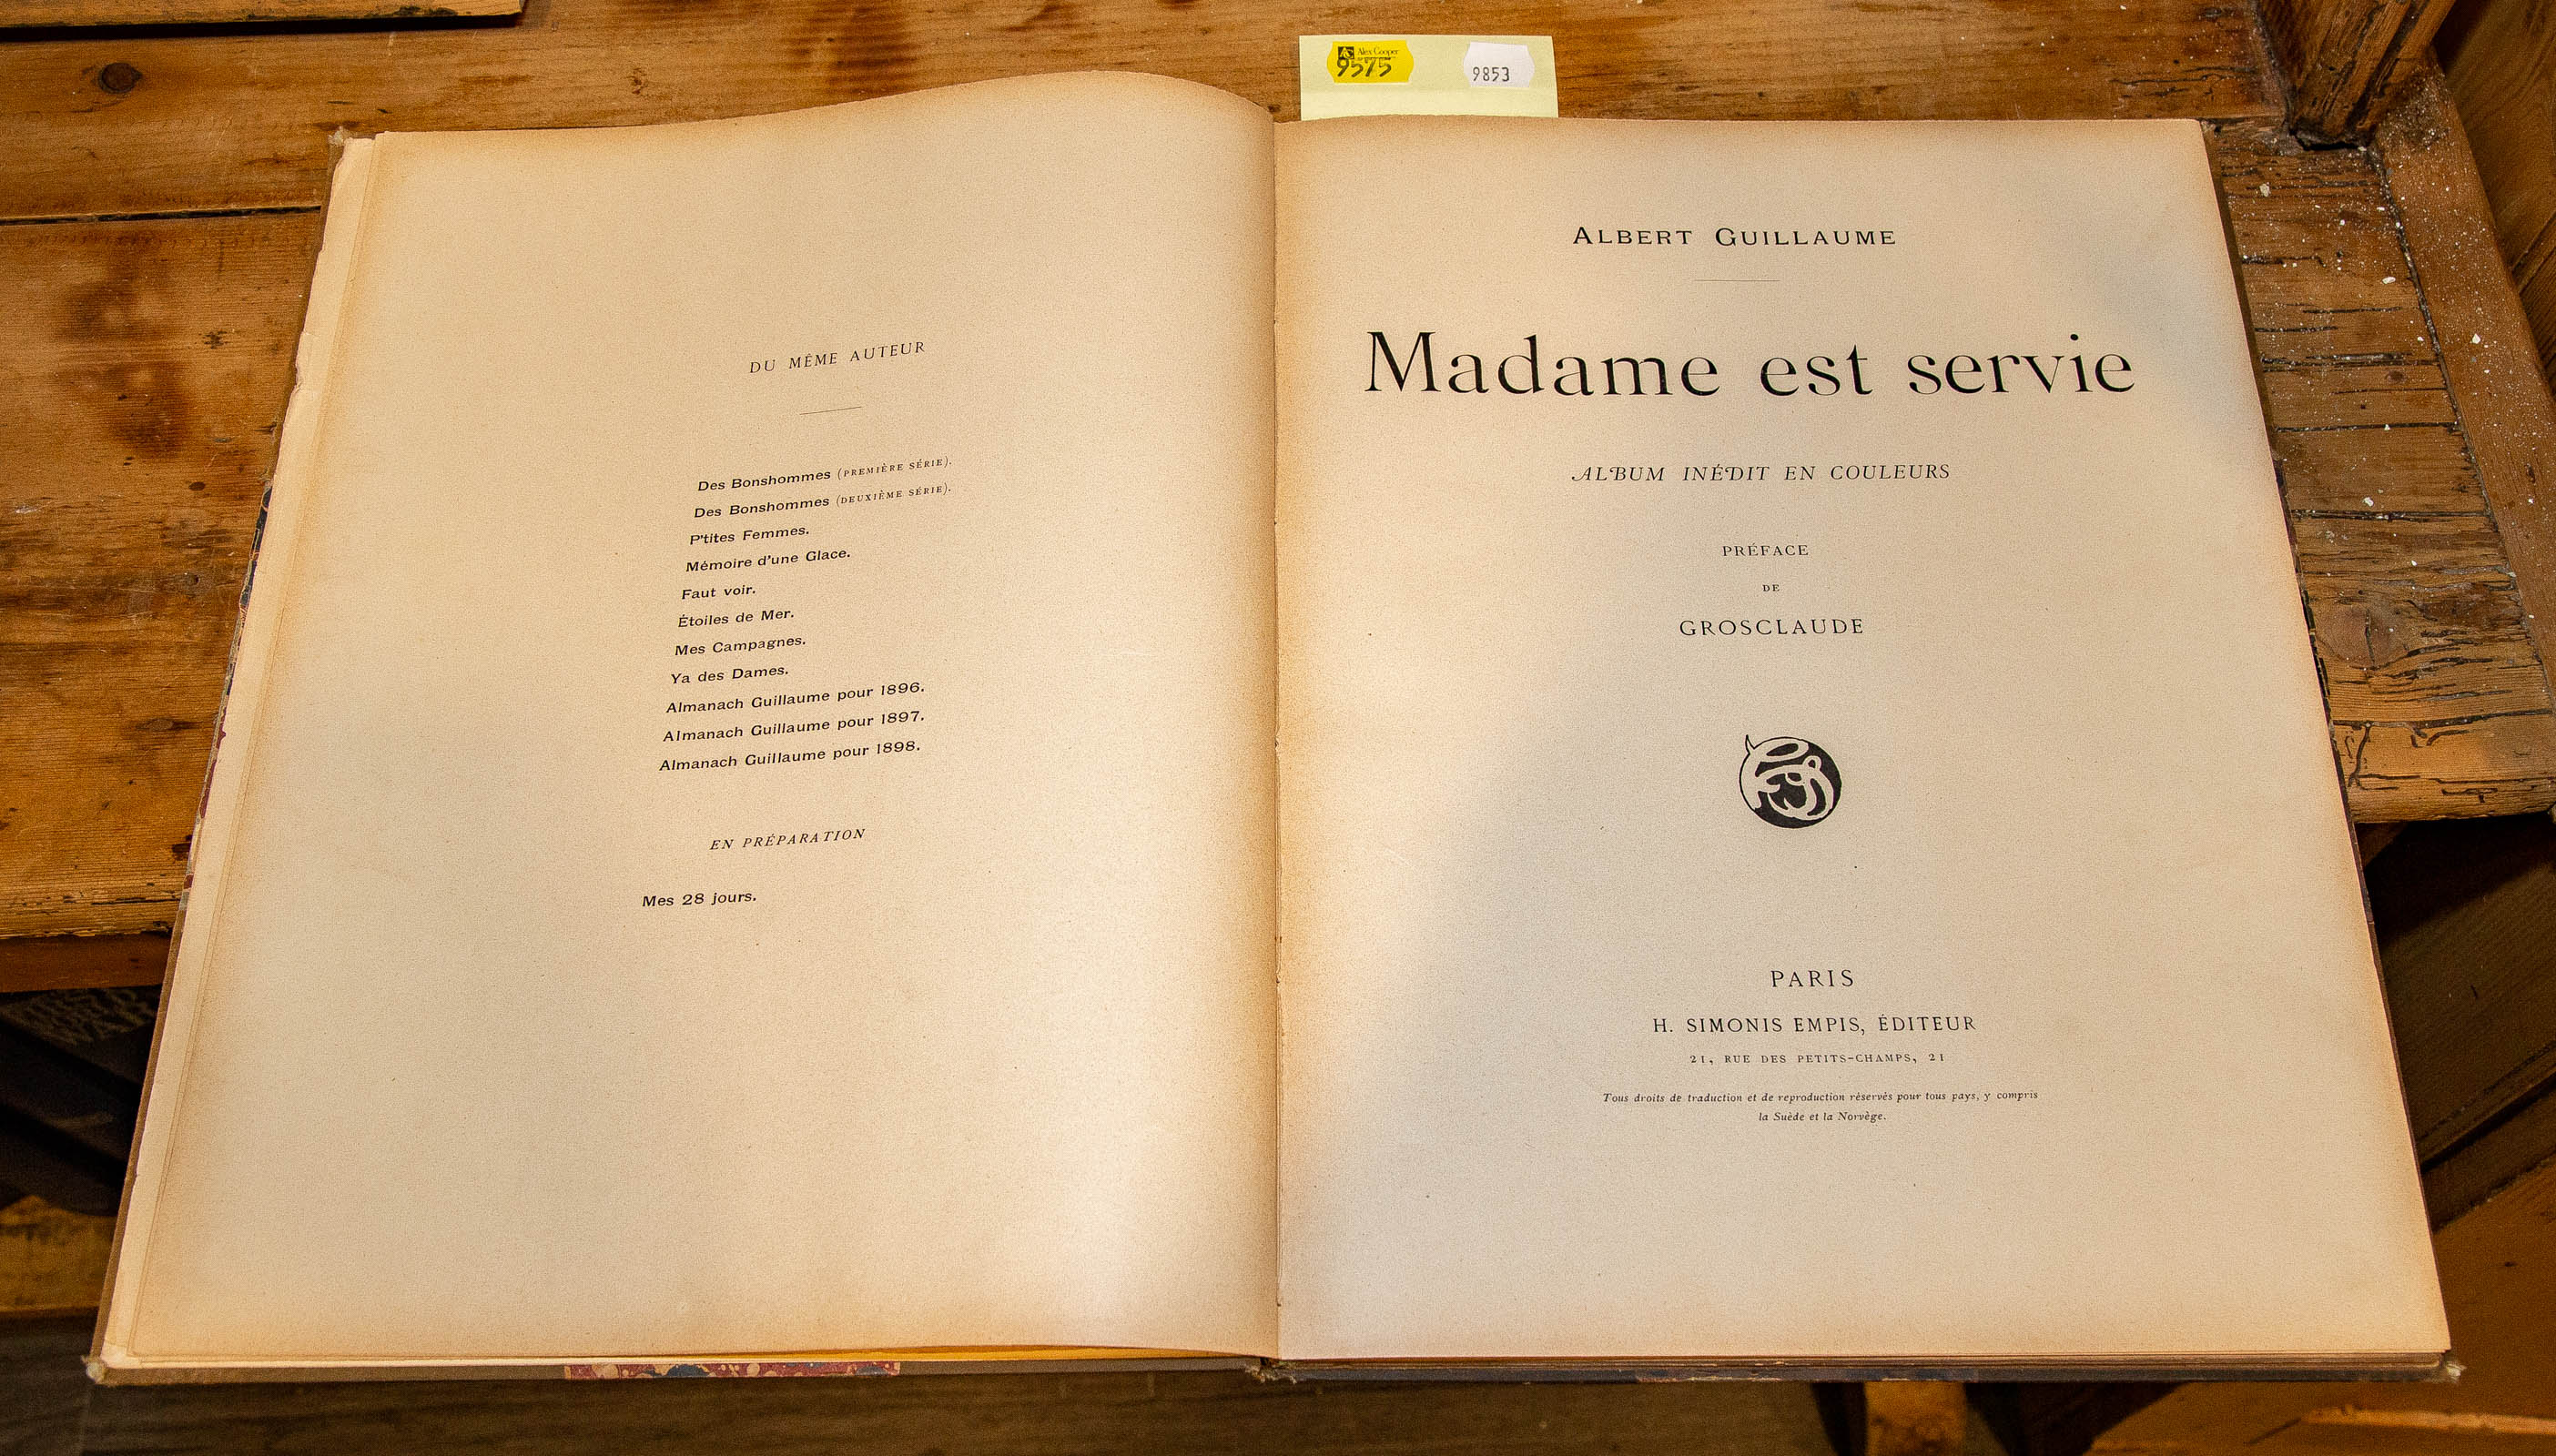 Alex Cooper
9575
9853
DU MÊME AUTEUR
Des Bonshommes (PREMIÈRE SÉRIE).
Des Bonshommes (DEUXIÈME SÉRIE).
P'tites Femmes.
Mémoire d'une Glace.
Faut voir.
Étoiles de Mer.
Mes Campagnes.
Ya des Dames.
Almanach Guillaume pour 1896.
Almanach Guillaume pour 1897.
Almanach Guillaume pour 1898.
EN PRÉPARATION
Mes 28 jours.
ALBERT GUILLAUME
Madame est servie
ALBUM INÉDIT EN COULEURS
PRÉFACE
DE
GROSCLAUDE
PARIS
H. SIMONIS EMPIS, ÉDITEUR
21, RUE DES PETITS-CHAMPS, 21
Tous droits de traduction et de reproduction réservés pour tous pays, y compris
la Suède et la Norvège.